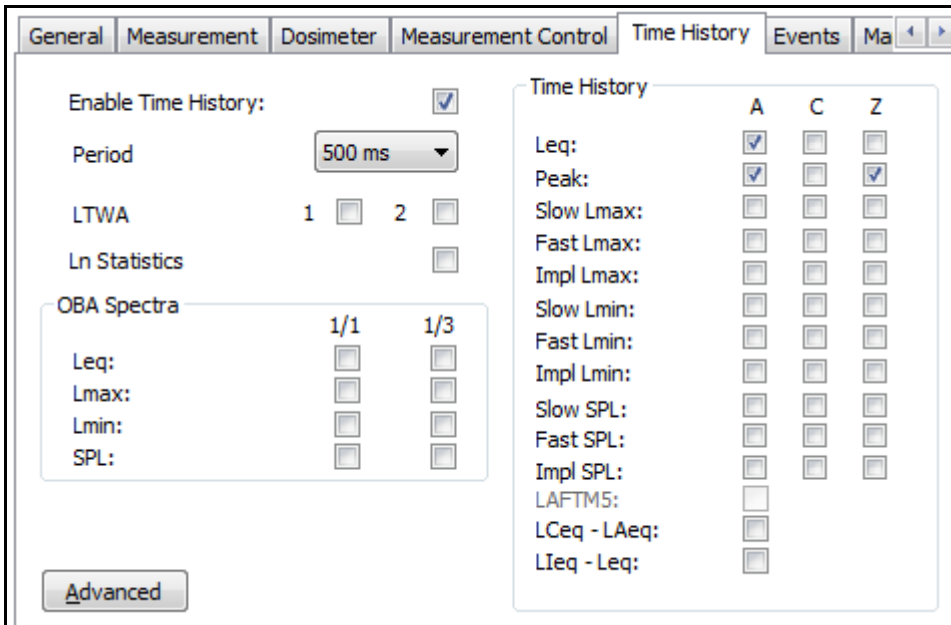 General Measurement Dosimeter Measurement Control Time History Events Ma
Enable Time History:
Period 500 ms
LTWA 1 2
Ln Statistics
OBA Spectra
1/1 1/3
Leq:
Lmax:
Lmin:
SPL:
Advanced
Time History
A C Z
Leq:
Peak:
Slow Lmax:
Fast Lmax:
Impl Lmax:
Slow Lmin:
Fast Lmin:
Impl Lmin:
Slow SPL:
Fast SPL:
Impl SPL:
LAFTM5:
LCeq - LAeq:
LIeq - Leq: